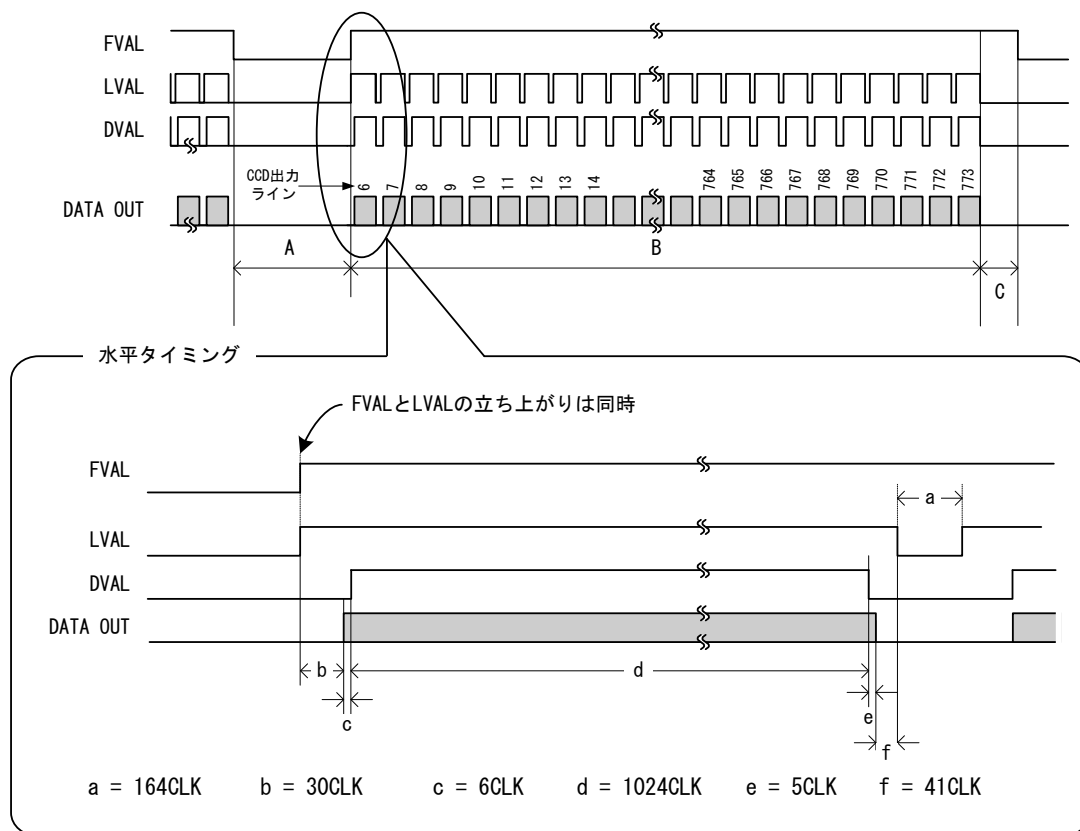 FVAL
LVAL
DVAL
CCD出力
ライン
6 7 8 9 10 11 12 13 14 764 765 766 767 768 769 770 771 772 773
DATA OUT
A B C
水平タイミング
FVALとLVALの立ち上がりは同時
FVAL
a
LVAL
DVAL
DATA OUT
b d
c e
f
a = 164CLK b = 30CLK c = 6CLK d = 1024CLK e = 5CLK f = 41CLK